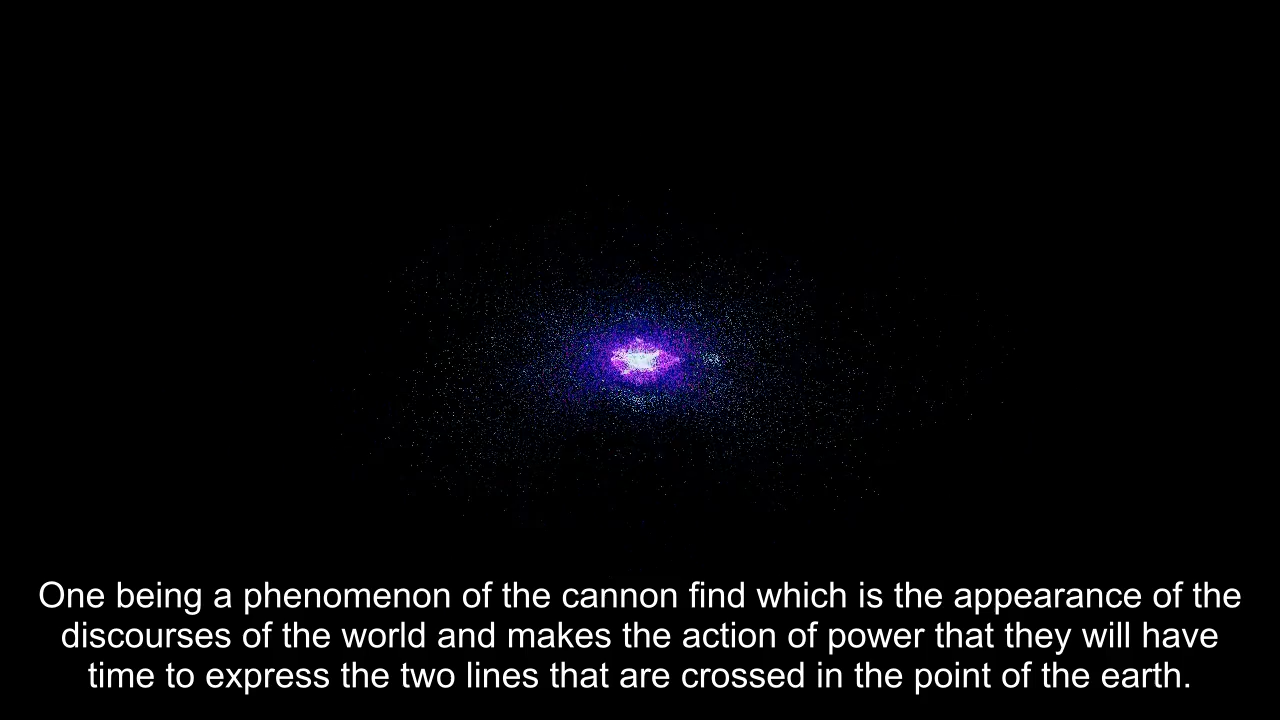 One being a phenomenon of the cannon find which is the appearance of the
discourses of the world and makes the action of power that they will have
time to express the two lines that are crossed in the point of the earth.